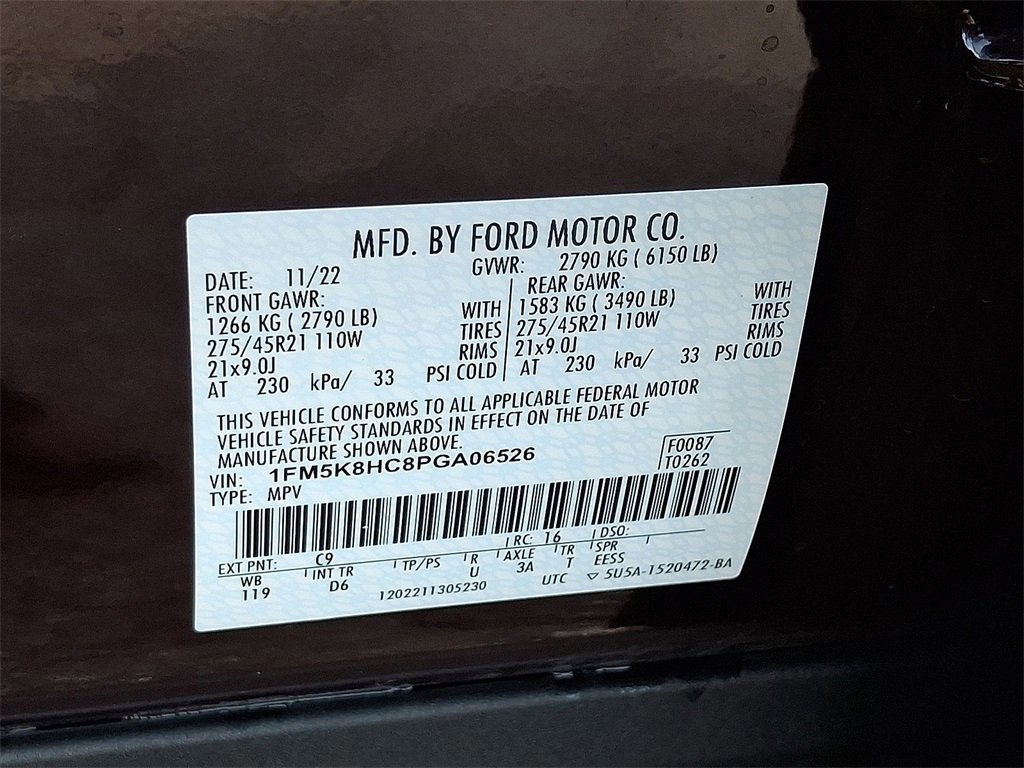 MFD. BY FORD MOTOR CO.
DATE: 11/22 GVWR: 2790 KG ( 6150 LB)
FRONT GAWR: REAR GAWR:
1266 KG ( 2790 LB) WITH 1583 KG ( 3490 LB) WITH
275/45R21 110W TIRES 275/45R21 110W TIRES
21x9.0J RIMS 21x9.0J RIMS
AT 230 kPa/ 33 PSI COLD AT 230 kPa/ 33 PSI COLD
THIS VEHICLE CONFORMS TO ALL APPLICABLE FEDERAL MOTOR
VEHICLE SAFETY STANDARDS IN EFFECT ON THE DATE OF
MANUFACTURE SHOWN ABOVE.
VIN: 1FM5K8HC8PGA06526 F0087
TYPE: MPV T0262
EXT PNT: C9 RC: 16 DSO:
WB INT TR TP/PS R AXLE TR SPR
119 D6 U 3A T EESS
1202211305230 UTC ▽ 5U5A-1520472-BA